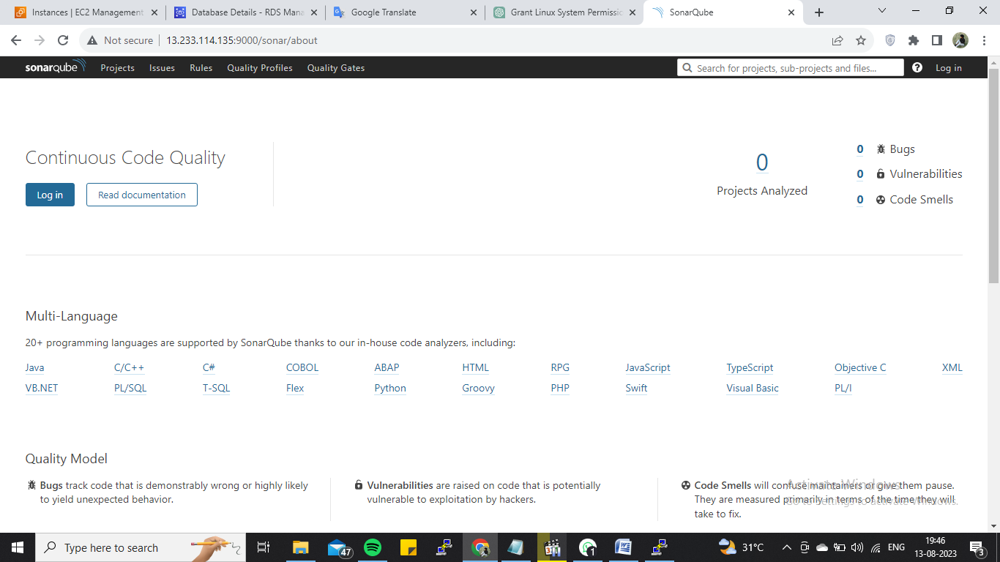 Instances | EC2 Management
Database Details - RDS Mana
Google Translate
Grant Linux System Permissio
SonarQube
Not secure
13.233.114.135:9000/sonar/about
sonarqube
Projects
Issues
Rules
Quality Profiles
Quality Gates
Search for projects, sub-projects and files...
Log in
Continuous Code Quality
Log in
Read documentation
0
Projects Analyzed
0 Bugs
0 Vulnerabilities
0 Code Smells
Multi-Language
20+ programming languages are supported by SonarQube thanks to our in-house code analyzers, including:
Java C/C++ C# COBOL ABAP HTML RPG JavaScript TypeScript Objective C XML
VB.NET PL/SQL T-SQL Flex Python Groovy PHP Swift Visual Basic PL/I
Quality Model
Bugs track code that is demonstrably wrong or highly likely
to yield unexpected behavior.
Vulnerabilities are raised on code that is potentially
vulnerable to exploitation by hackers.
Code Smells will confuse maintainers or give them pause.
They are measured primarily in terms of the time they will
take to fix.
Activate Windows
Go to Settings to activate Windows.
Type here to search
47
1
31°C
ENG
19:46
13-08-2023
3